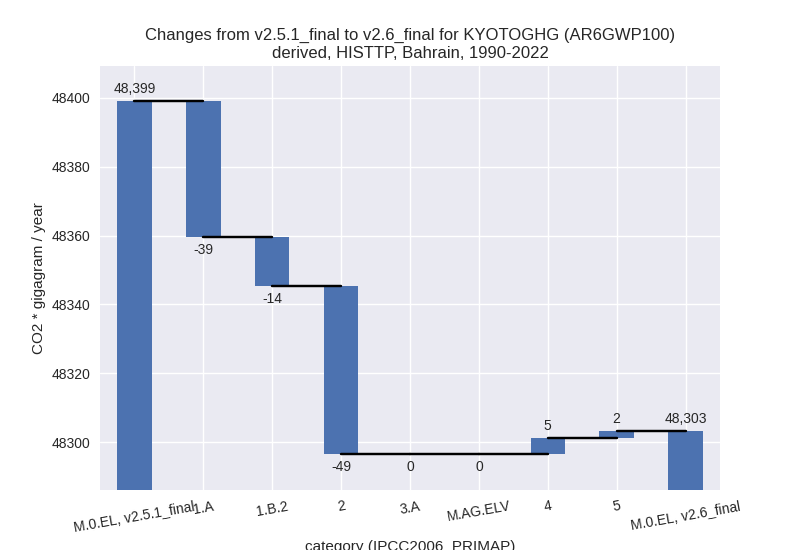 Changes from v2.5.1_final to v2.6_final for KYOTOGHG (AR6GWP100)
derived, HISTTP, Bahrain, 1990-2022
CO2 * gigagram / year
48400
48380
48360
48340
48320
48300
48,399
-39
-14
-49
0
0
5
2
48,303
M.0.EL, v2.5.1_final
1.A
1.B.2
2
3.A
M.AG.ELV
4
5
M.0.EL, v2.6_final
category (IPCC2006_PRIMAP)